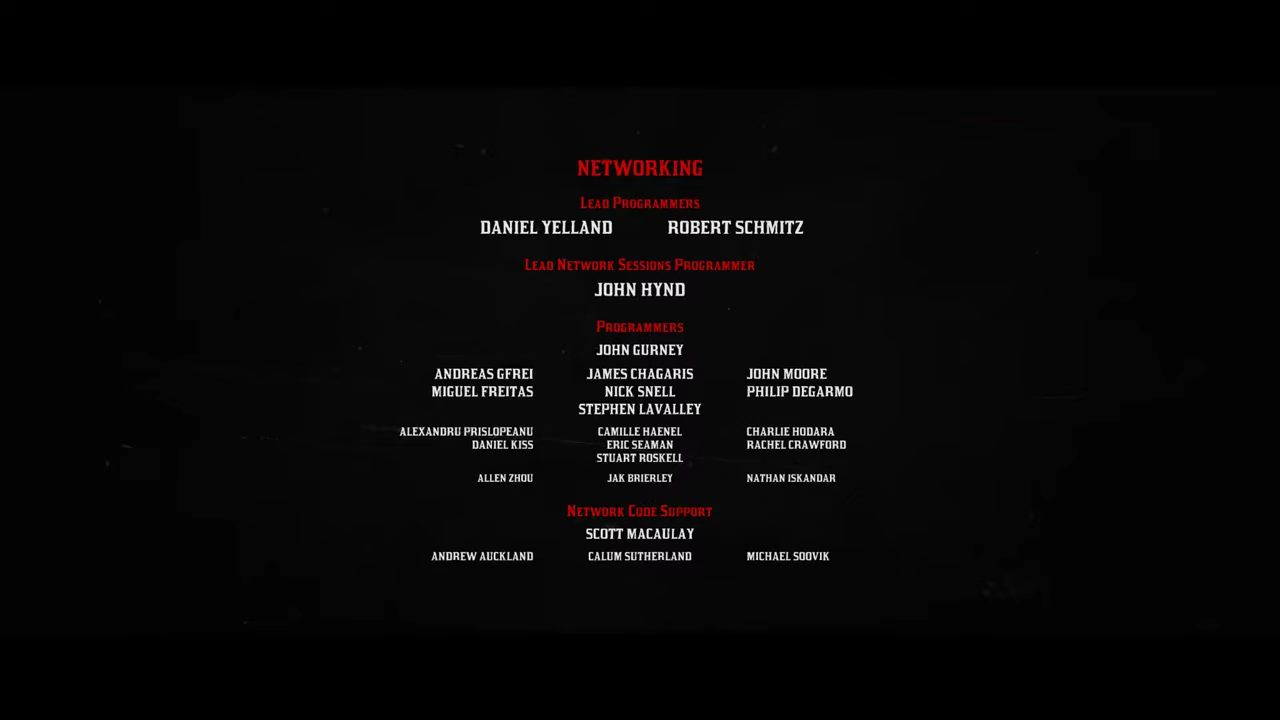 NETWORKING
LEAD PROGRAMMERS
DANIEL YELLAND ROBERT SCHMITZ
LEAD NETWORK SESSIONS PROGRAMMER
JOHN HYND
PROGRAMMERS
JOHN GURNEY
ANDREAS GFREI JAMES CHAGARIS JOHN MOORE
MIGUEL FREITAS NICK SNELL PHILIP DEGARMO
STEPHEN LAVALLEY
ALEXANDRU PRISLOPEANU CAMILLE HAENEL CHARLIE HODARA
DANIEL KISS ERIC SEAMAN RACHEL CRAWFORD
STUART ROSKELL
ALLEN ZHOU JAK BRIERLEY NATHAN ISKANDAR
NETWORK CODE SUPPORT
SCOTT MACAULAY
ANDREW AUCKLAND CALUM SUTHERLAND MICHAEL SOOVIK